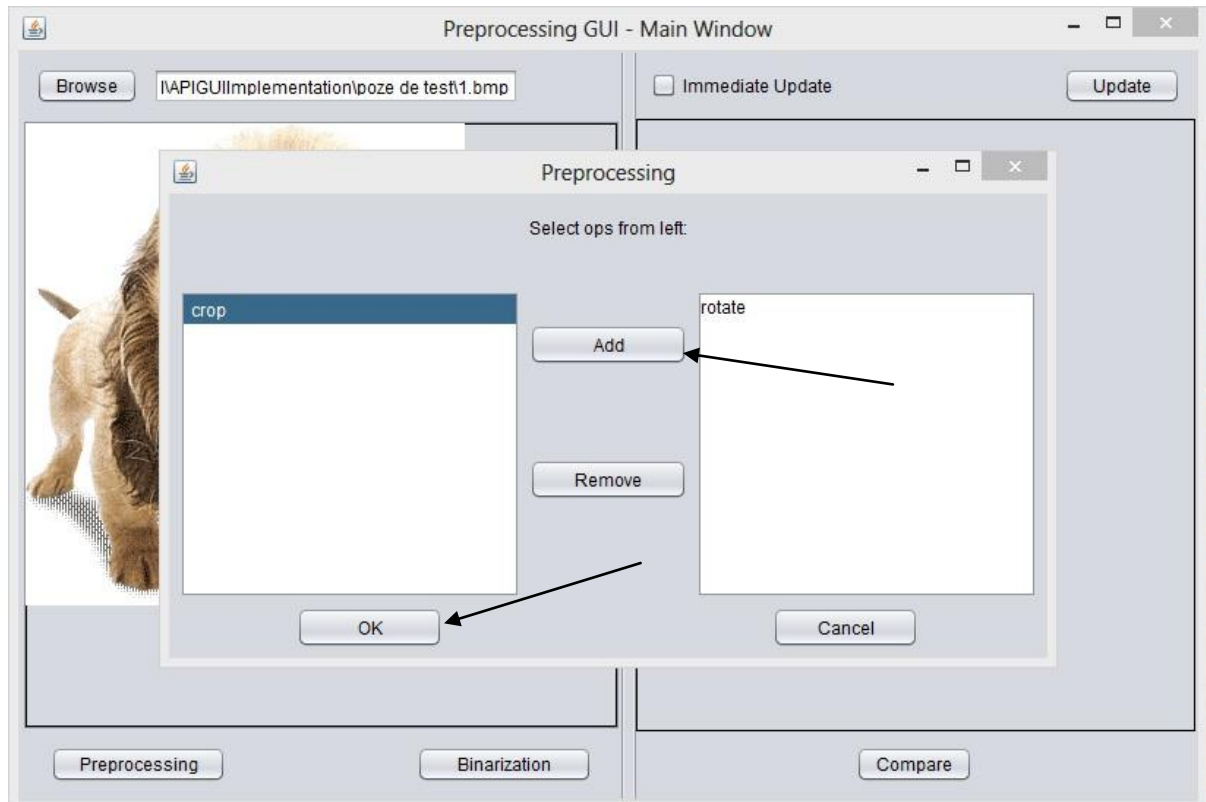 Preprocessing GUI - Main Window
Browse
I\APIGUIImplementation\poze de test\1.bmp
Immediate Update
Update
Preprocessing
Select ops from left:
crop
rotate
Add
Remove
OK
Cancel
Preprocessing
Binarization
Compare